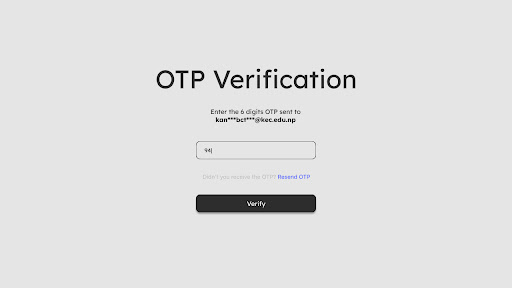 OTP Verification
Enter the 6 digits OTP sent to
kan***bct***@kec.edu.np
Didn't you receive the OTP? Resend OTP
Verify